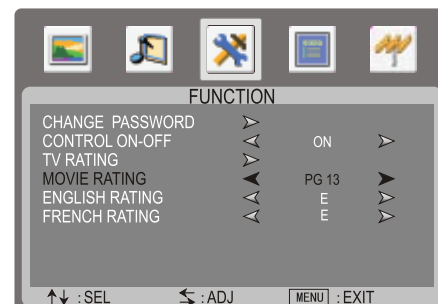 FUNCTION
CHANGE PASSWORD
CONTROL ON-OFF ON
TV RATING
MOVIE RATING PG 13
ENGLISH RATING E
FRENCH RATING E
: SEL : ADJ MENU : EXIT